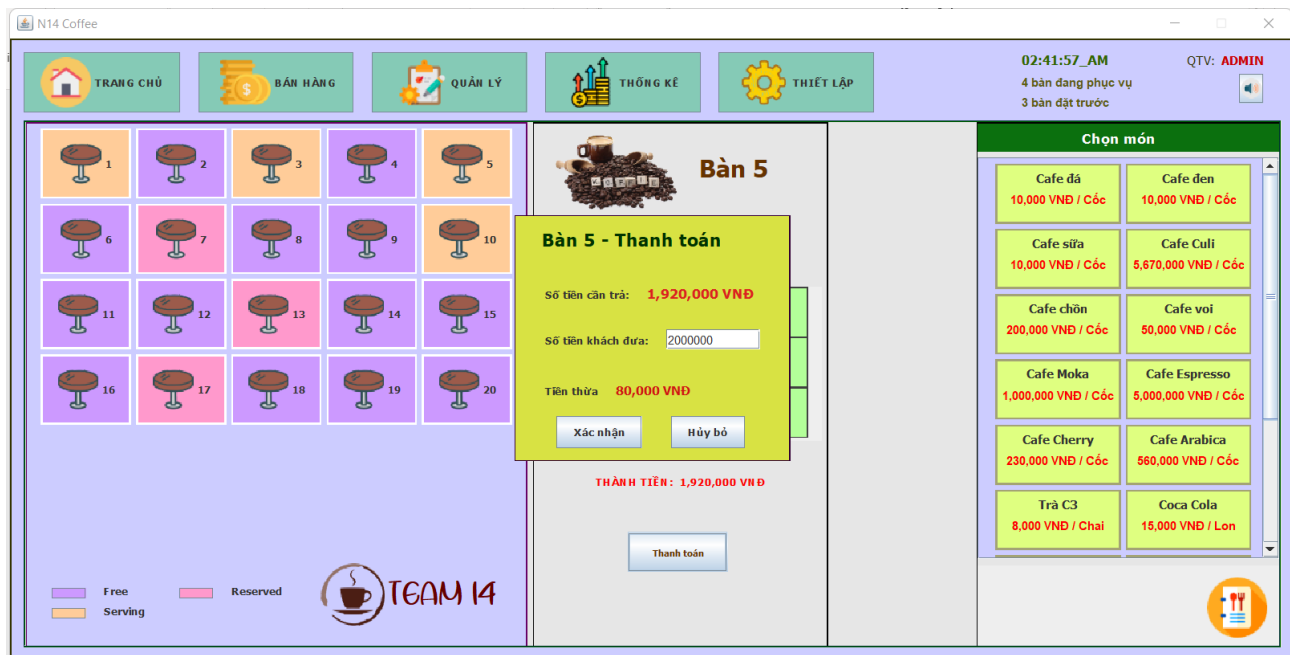 N14 Coffee
TRANG CHỦ
BÁN HÀNG
QUẢN LÝ
THỐNG KÊ
THIẾT LẬP
02:41:57_AM
QTV: ADMIN
4 bàn đang phục vụ
3 bàn đặt trước
1
2
3
4
5
6
7
8
9
10
11
12
13
14
15
16
17
18
19
20
Free
Reserved
Serving
TEAM 14
KOFFIE
Bàn 5
Bàn 5 - Thanh toán
Số tiền cần trả: 1,920,000 VNĐ
Số tiền khách đưa: 2000000
Tiền thừa 80,000 VNĐ
Xác nhận
Hủy bỏ
THÀNH TIỀN: 1,920,000 VNĐ
Thanh toán
Chọn món
Cafe đá
10,000 VNĐ / Cốc
Cafe đen
10,000 VNĐ / Cốc
Cafe sữa
10,000 VNĐ / Cốc
Cafe Culi
5,670,000 VNĐ / Cốc
Cafe chồn
200,000 VNĐ / Cốc
Cafe voi
50,000 VNĐ / Cốc
Cafe Moka
1,000,000 VNĐ / Cốc
Cafe Espresso
5,000,000 VNĐ / Cốc
Cafe Cherry
230,000 VNĐ / Cốc
Cafe Arabica
560,000 VNĐ / Cốc
Trà C3
8,000 VNĐ / Chai
Coca Cola
15,000 VNĐ / Lon